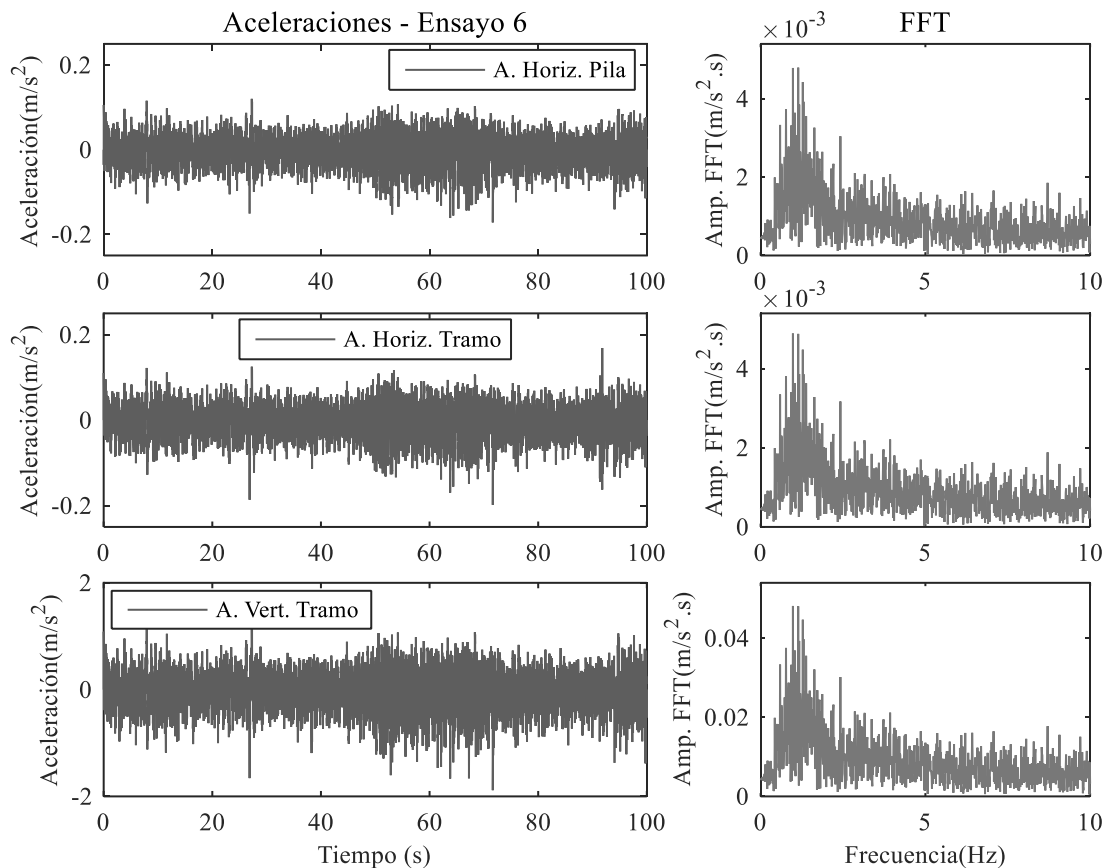 Aceleraciones - Ensayo 6
A. Horiz. Pila
Aceleración(m/s²)
0.2
0
-0.2
0 20 40 60 80 100
FFT
×10⁻³
Amp. FFT(m/s².s)
4
2
0
0 5 10
A. Horiz. Tramo
Aceleración(m/s²)
0.2
0
-0.2
0 20 40 60 80 100
×10⁻³
Amp. FFT(m/s².s)
4
2
0
0 5 10
A. Vert. Tramo
Aceleración(m/s²)
2
0
-2
0 20 40 60 80 100
Tiempo (s)
Amp. FFT(m/s².s)
0.04
0.02
0
0 5 10
Frecuencia(Hz)